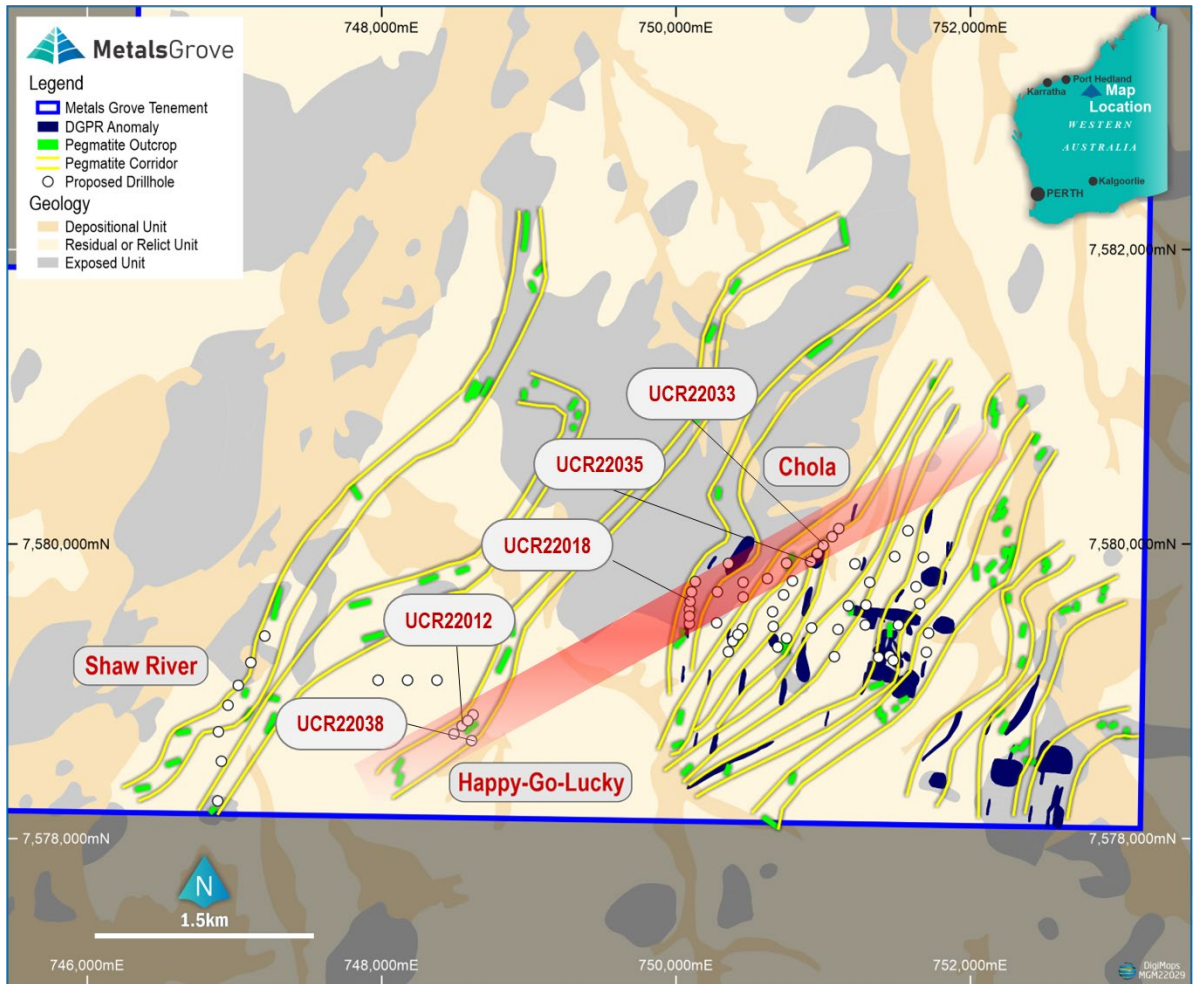 748,000mE
750,000mE
752,000mE
MetalsGrove
Legend
Metals Grove Tenement
DGPR Anomaly
Pegmatite Outcrop
Pegmatite Corridor
Proposed Drillhole
Geology
Depositional Unit
Residual or Relict Unit
Exposed Unit
Port Hedland
Karratha
Map
Location
WESTERN
AUSTRALIA
Kalgoorlie
PERTH
7,582,000mN
7,582,000mN
UCR22033
UCR22035
Chola
7,580,000mN
UCR22018
7,580,000mN
UCR22012
Shaw River
UCR22038
Happy-Go-Lucky
7,578,000mN
7,578,000mN
N
1.5km
746,000mE
748,000mE
750,000mE
752,000mE
DigiMaps
MGM22029